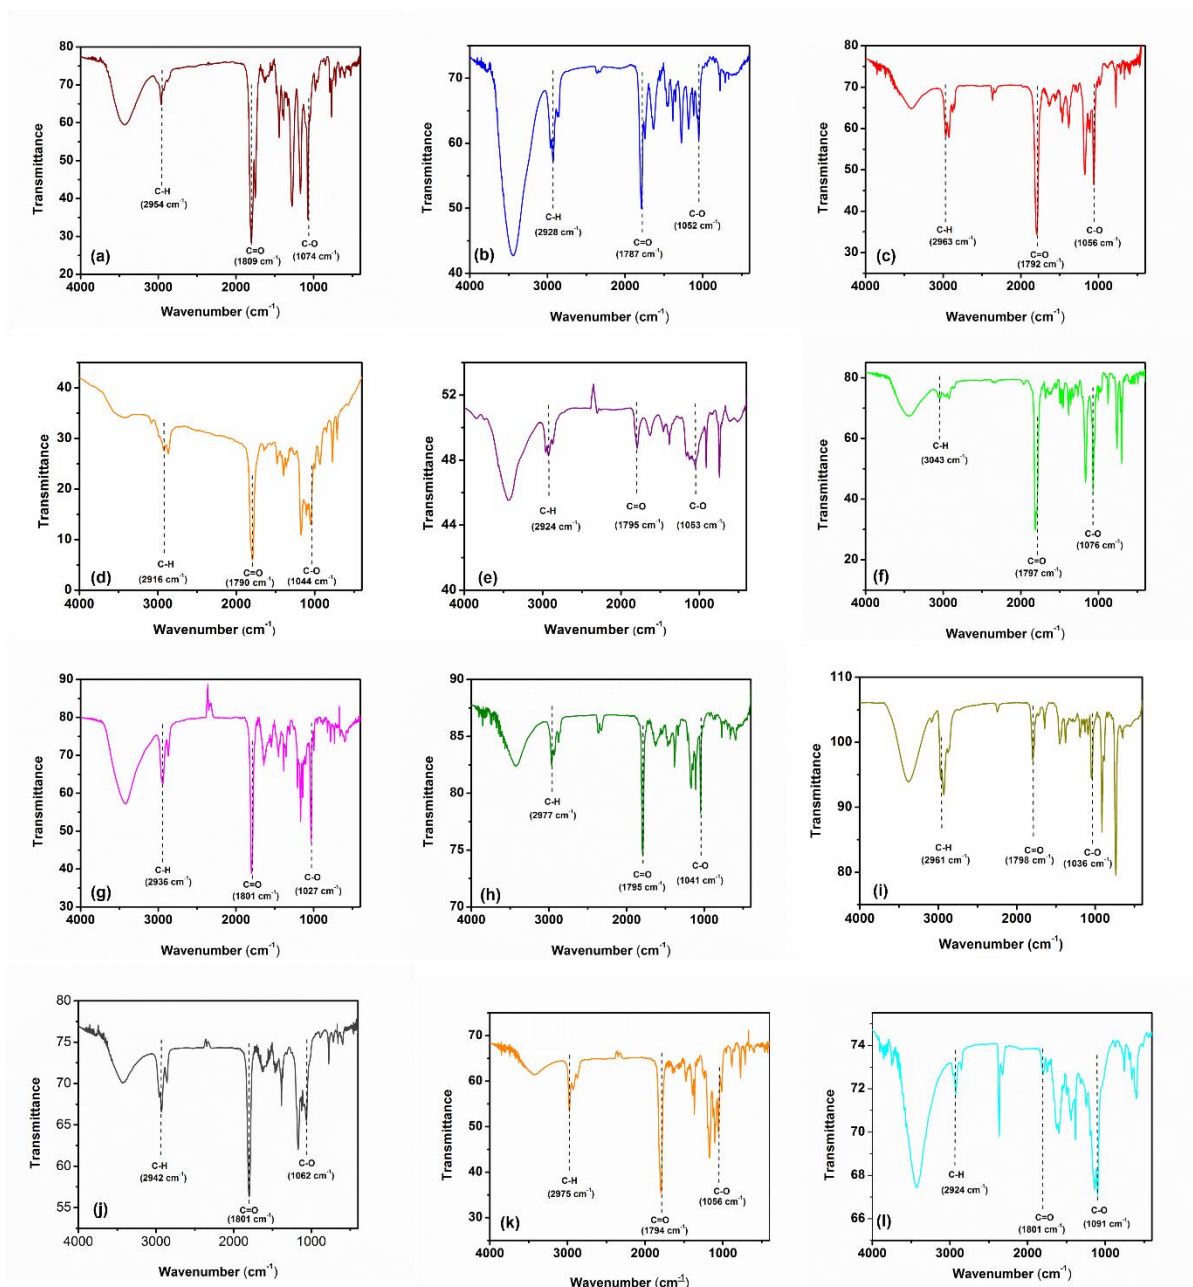 80
70
60
50
40
30
20
Transmittance
C-H
(2954 cm-1)
C=O
(1809 cm-1)
C-O
(1074 cm-1)
(a)
4000 3000 2000 1000
Wavenumber (cm-1)
70
60
50
40
Transmittance
C-H
(2928 cm-1)
C=O
(1787 cm-1)
C-O
(1052 cm-1)
(b)
4000 3000 2000 1000
Wavenumber (cm-1)
80
70
60
50
40
30
Transmittance
C-H
(2963 cm-1)
C=O
(1792 cm-1)
C-O
(1056 cm-1)
(c)
4000 3000 2000 1000
Wavenumber (cm-1)
40
30
20
10
0
Transmittance
C-H
(2916 cm-1)
C=O
(1790 cm-1)
C-O
(1044 cm-1)
(d)
4000 3000 2000 1000
Wavenumber (cm-1)
52
48
44
40
Transmittance
C-H
(2924 cm-1)
C=O
(1795 cm-1)
C-O
(1053 cm-1)
(e)
4000 3000 2000 1000
Wavenumber (cm-1)
80
60
40
20
Transmittance
C-H
(3043 cm-1)
C=O
(1797 cm-1)
C-O
(1076 cm-1)
(f)
4000 3000 2000 1000
Wavenumber (cm-1)
90
80
70
60
50
40
30
Transmittance
C-H
(2936 cm-1)
C=O
(1801 cm-1)
C-O
(1027 cm-1)
(g)
4000 3000 2000 1000
Wavenumber (cm-1)
90
85
80
75
70
Transmittance
C-H
(2977 cm-1)
C=O
(1795 cm-1)
C-O
(1041 cm-1)
(h)
4000 3000 2000 1000
Wavenumber (cm-1)
110
100
90
80
Transmittance
C-H
(2961 cm-1)
C=O
(1798 cm-1)
C-O
(1036 cm-1)
(i)
4000 3000 2000 1000
Wavenumber (cm-1)
80
75
70
65
60
55
Transmittance
C-H
(2942 cm-1)
C=O
(1801 cm-1)
C-O
(1062 cm-1)
(j)
4000 3000 2000 1000
Wavenumber (cm-1)
70
60
50
40
30
25
Transmittance
C-H
(2975 cm-1)
C=O
(1794 cm-1)
C-O
(1056 cm-1)
(k)
4000 3000 2000 1000
Wavenumber (cm-1)
74
72
70
68
66
Transmittance
C-H
(2924 cm-1)
C=O
(1801 cm-1)
C-O
(1091 cm-1)
(l)
4000 3000 2000 1000
Wavenumber (cm-1)